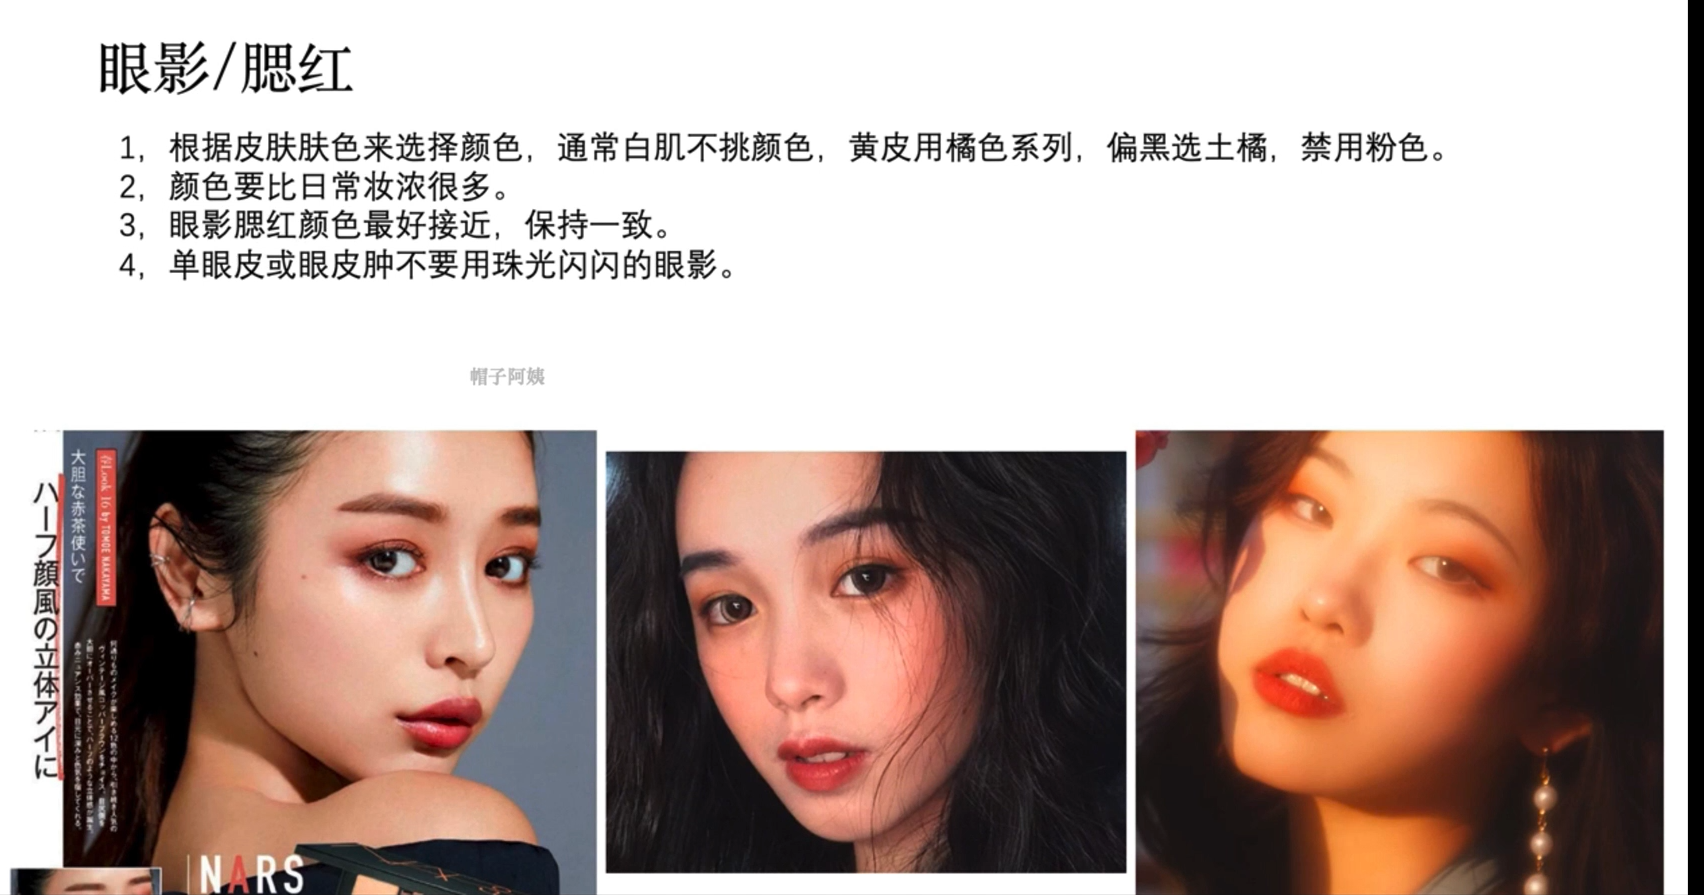 眼影/腮红
1，根据皮肤肤色来选择颜色，通常白肌不挑颜色，黄皮用橘色系列，偏黑选土橘，禁用粉色。
2，颜色要比日常妆浓很多。
3，眼影腮红颜色最好接近，保持一致。
4，单眼皮或眼皮肿不要用珠光闪闪的眼影。
帽子阿姨
ハーフ顔風の立体アイに
大胆な赤茶使いで
#Look 16 by TOMOE NAKAYAMA
NARS